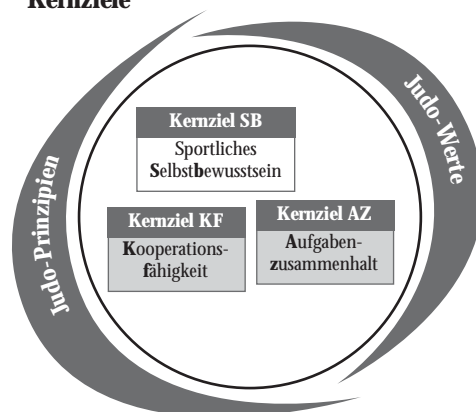 Kernziele
Judo-Werte
Kernziel SB
Sportliches
Selbstbewusstsein
Judo-Prinzipien
Kernziel KF
Kooperations-
fähigkeit
Kernziel AZ
Aufgaben-
zusammenhalt